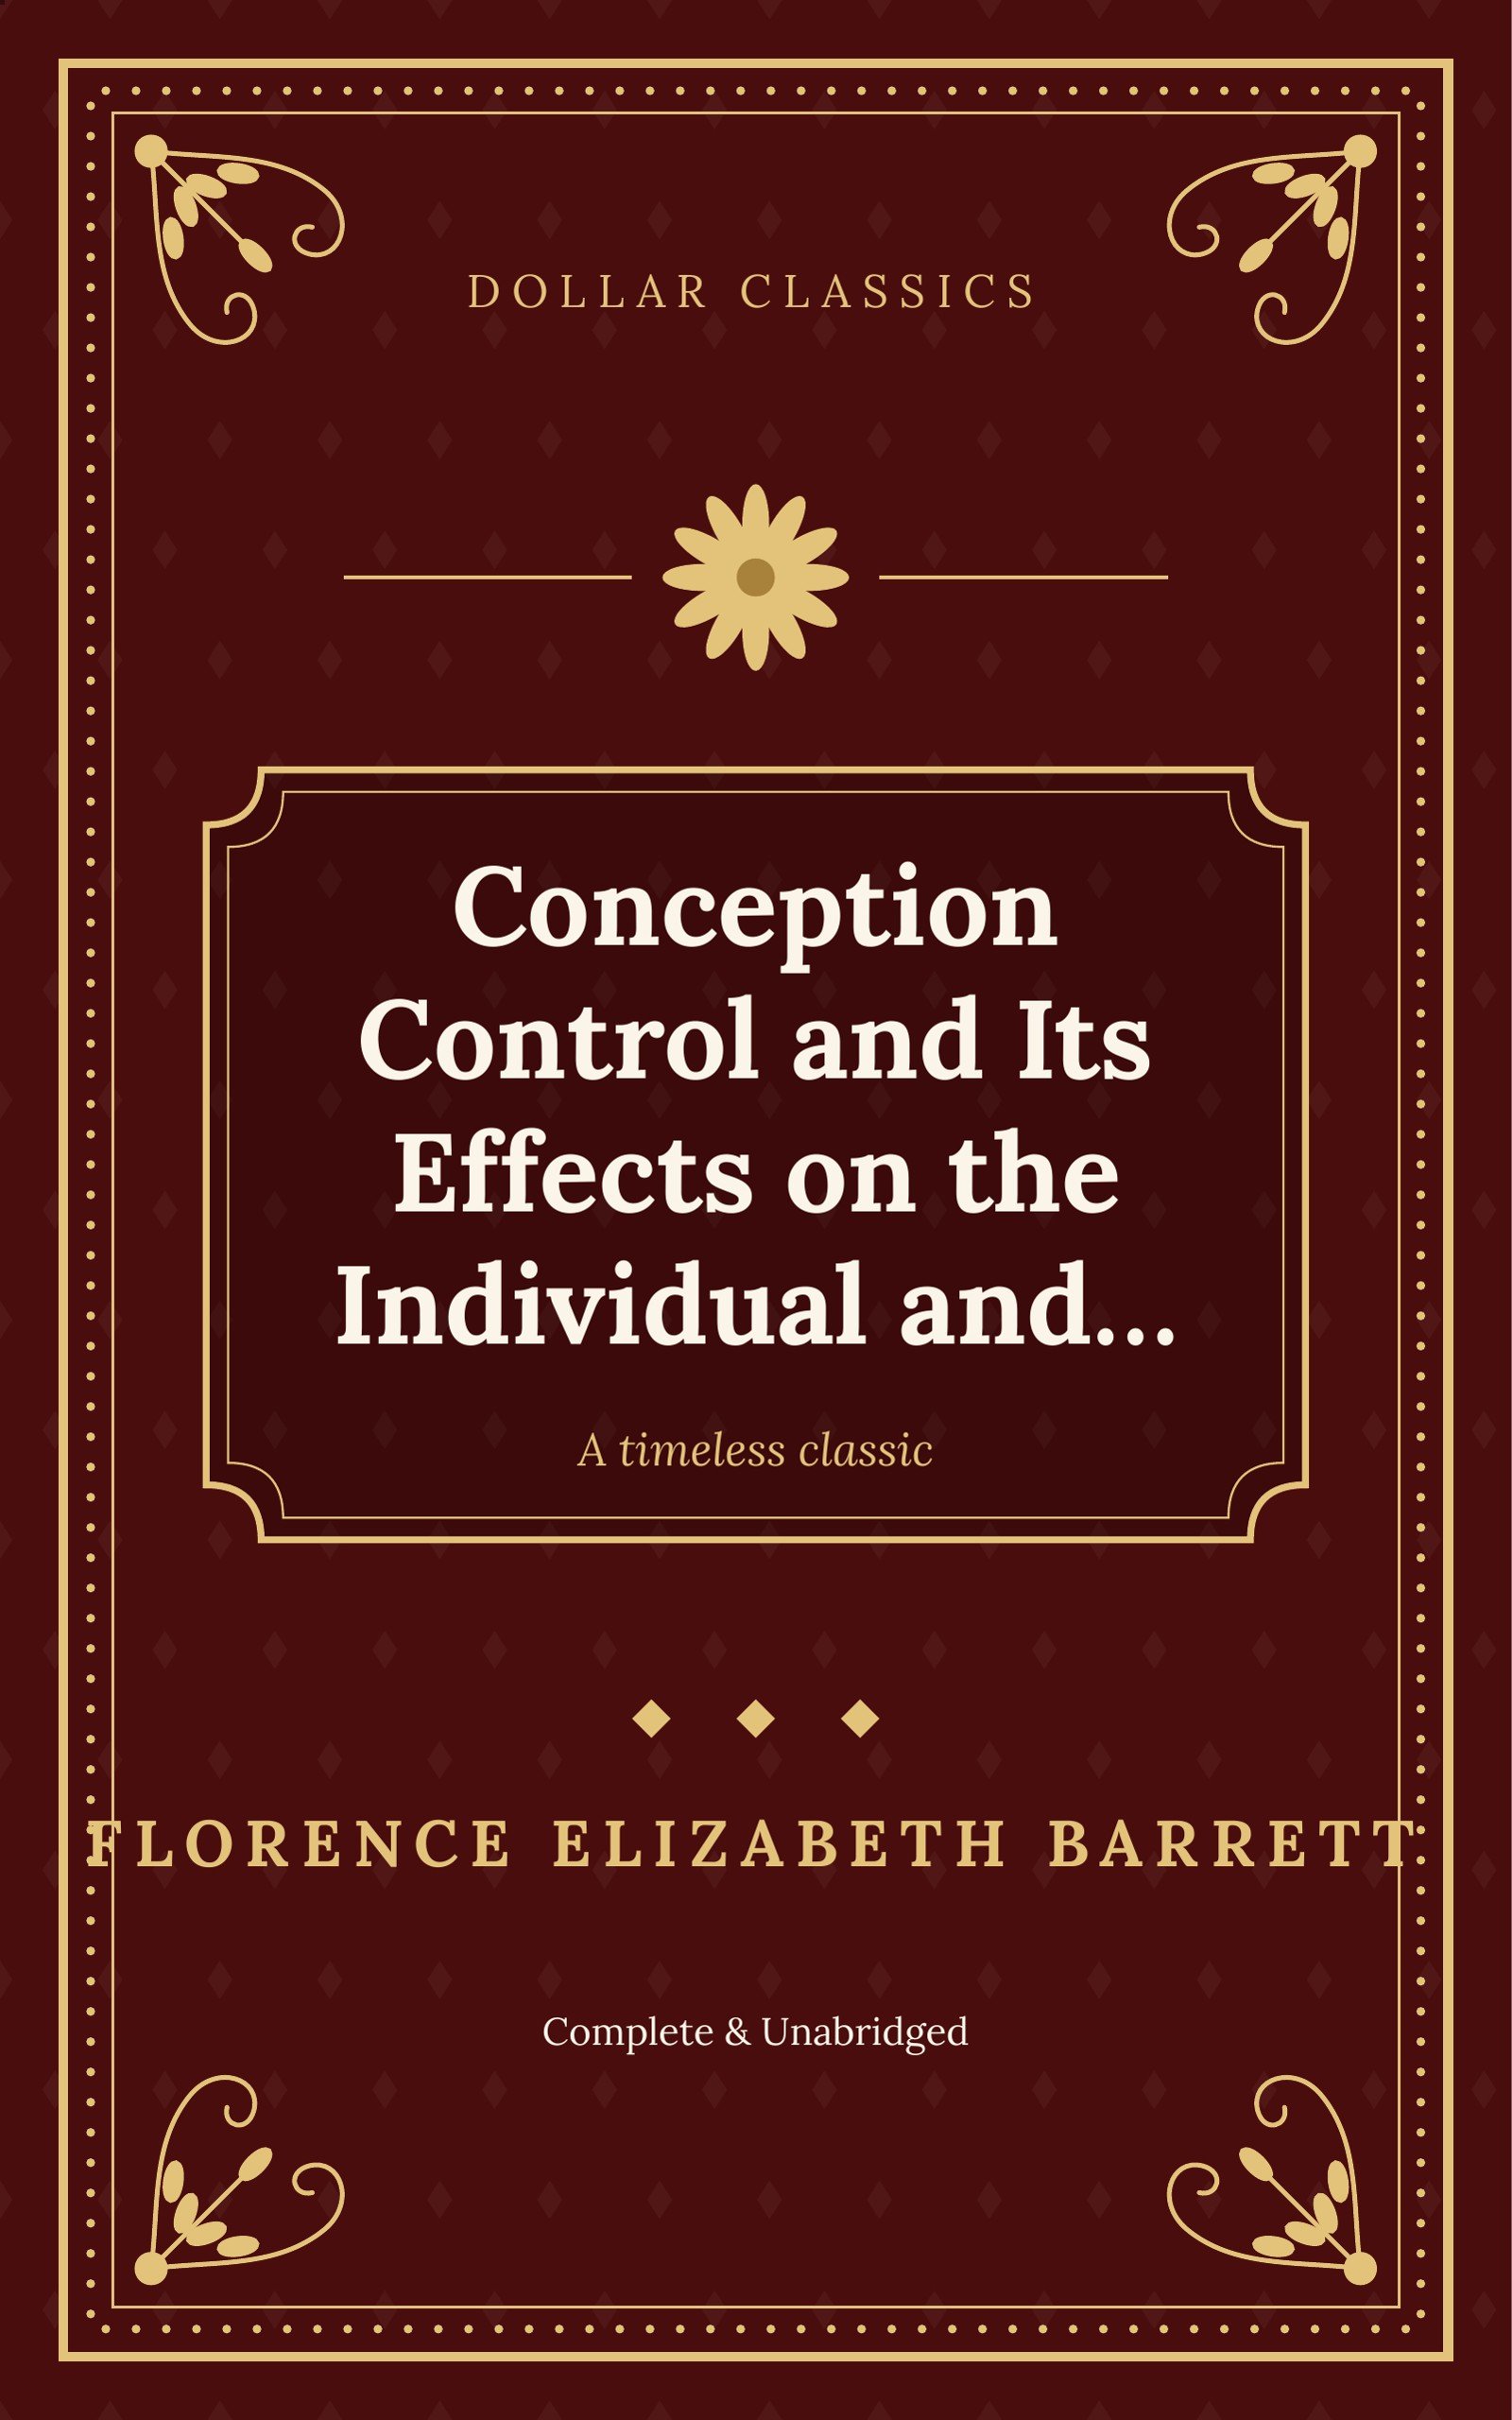 DOLLAR CLASSICS
Conception
Control and Its
Effects on the
Individual and...
A timeless classic
FLORENCE ELIZABETH BARRETT
Complete & Unabridged